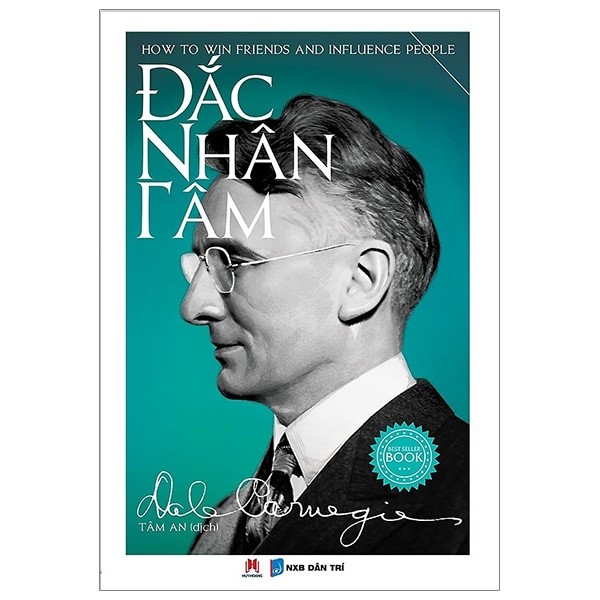 HOW TO WIN FRIENDS AND INFLUENCE PEOPLE
ĐẮC
NHÂN
TÂM
BEST SELLER
BOOK
Dale Carnegie
TÂM AN (dịch)
HUYHOANG
NXB DÂN TRÍ